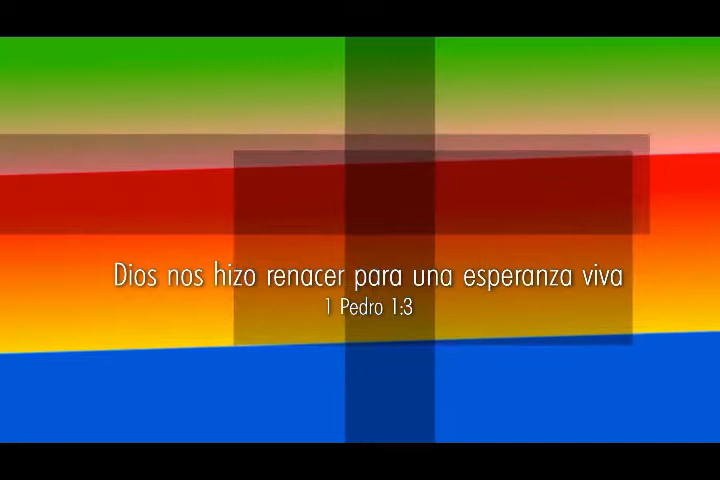 Dios nos hizo renacer para una esperanza viva
1 Pedro 1:3